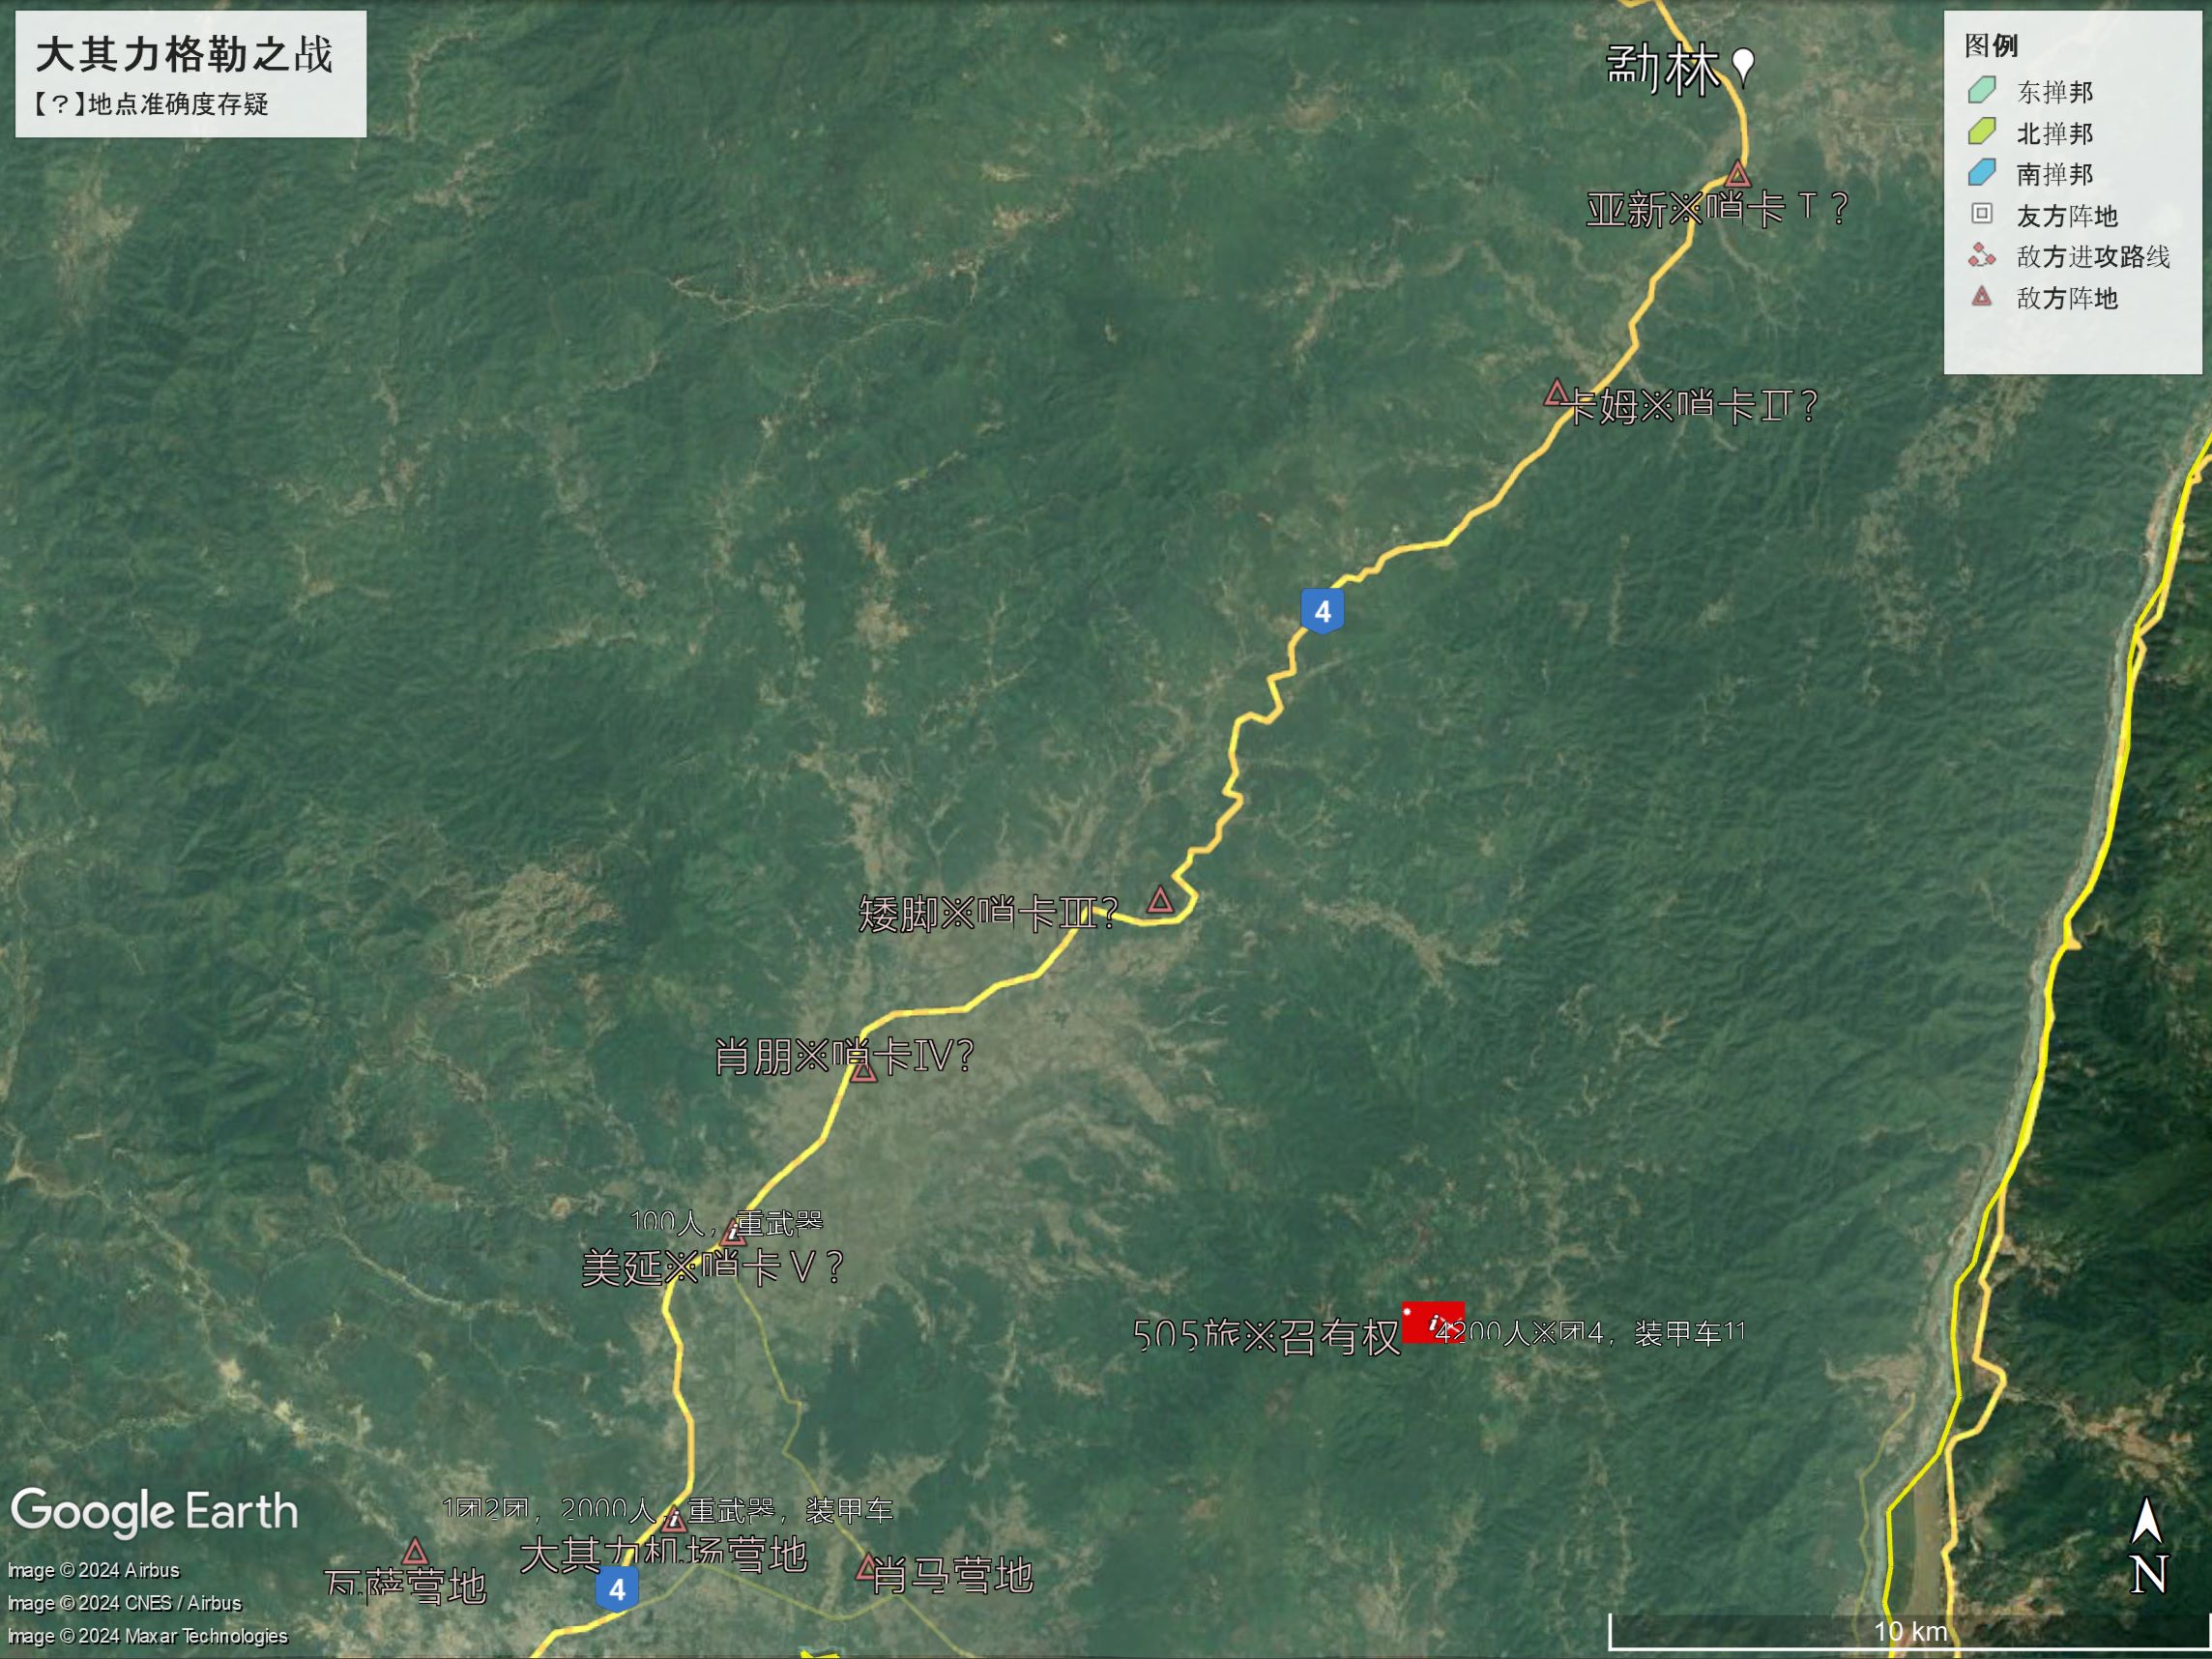 大其力格勒之战
【？】地点准确度存疑
图例
东掸邦
北掸邦
南掸邦
友方阵地
敌方进攻路线
敌方阵地
勐林
亚新※哨卡Ｉ？
卡姆※哨卡Ⅱ？
4
矮脚※哨卡Ⅲ？
肖朋※哨卡Ⅳ？
100人，重武器
美延※哨卡Ⅴ？
505旅※召有权
4200人※团4，装甲车11
1团2团，2000人，重武器，装甲车
大其力机场营地
瓦萨营地
肖马营地
4
Google Earth
Image © 2024 Airbus
Image © 2024 CNES / Airbus
Image © 2024 Maxar Technologies
N
10 km